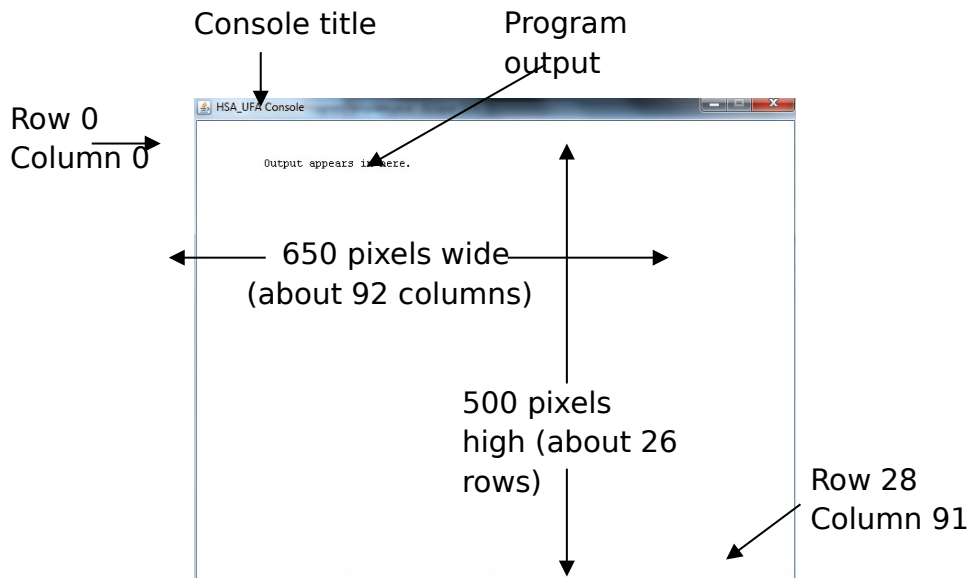 Console title
Program
output
HSA_UFA Console
Row 0
Column 0
Output appears in here.
650 pixels wide
(about 92 columns)
500 pixels
high (about 26
rows)
Row 28
Column 91